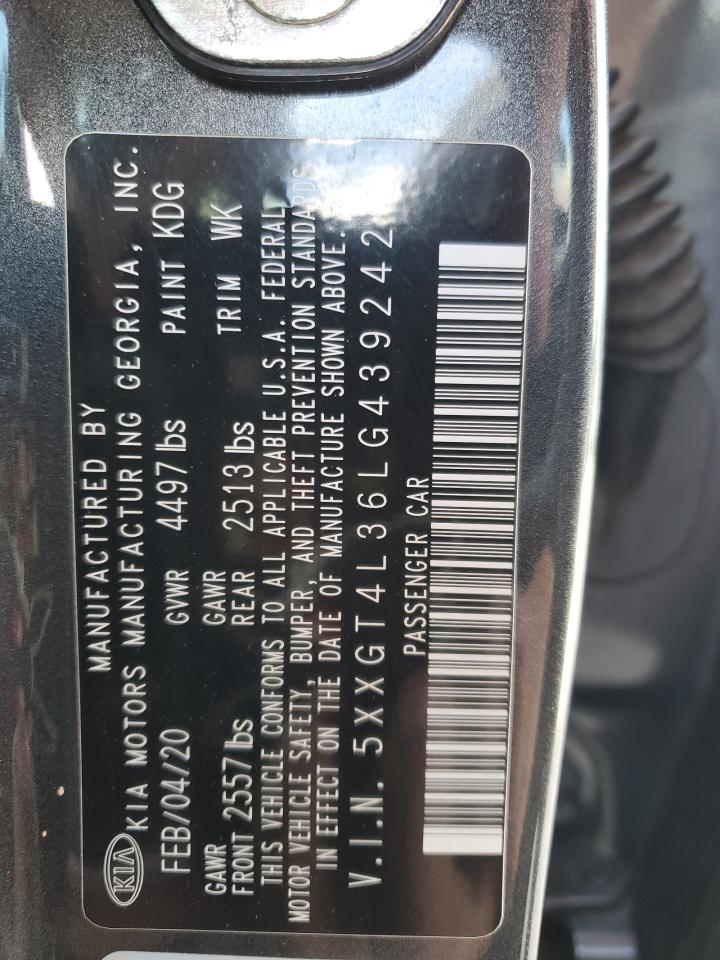 MANUFACTURED BY
KIA KIA MOTORS MANUFACTURING GEORGIA, INC.
FEB/04/20 GVWR 4497 lbs PAINT KDG
GAWR FRONT 2557 lbs GAWR REAR 2513 lbs TRIM WK
THIS VEHICLE CONFORMS TO ALL APPLICABLE U.S.A. FEDERAL
MOTOR VEHICLE SAFETY, BUMPER, AND THEFT PREVENTION STANDARDS
IN EFFECT ON THE DATE OF MANUFACTURE SHOWN ABOVE.
V.I.N. 5XXGT4L36LG439242
PASSENGER CAR